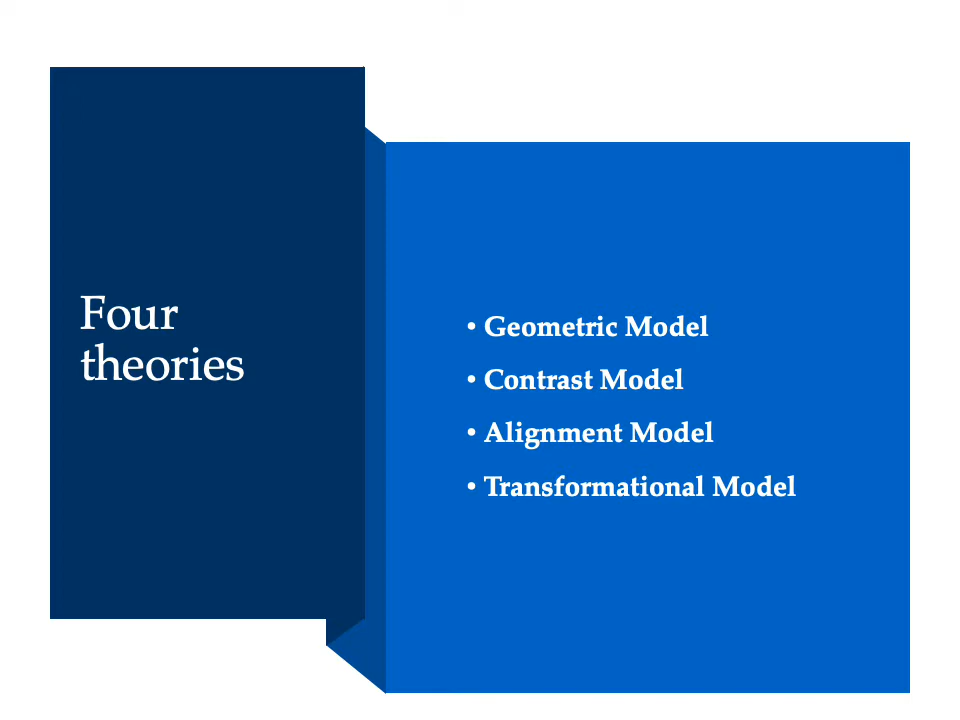 Four
theories
• Geometric Model
• Contrast Model
• Alignment Model
• Transformational Model